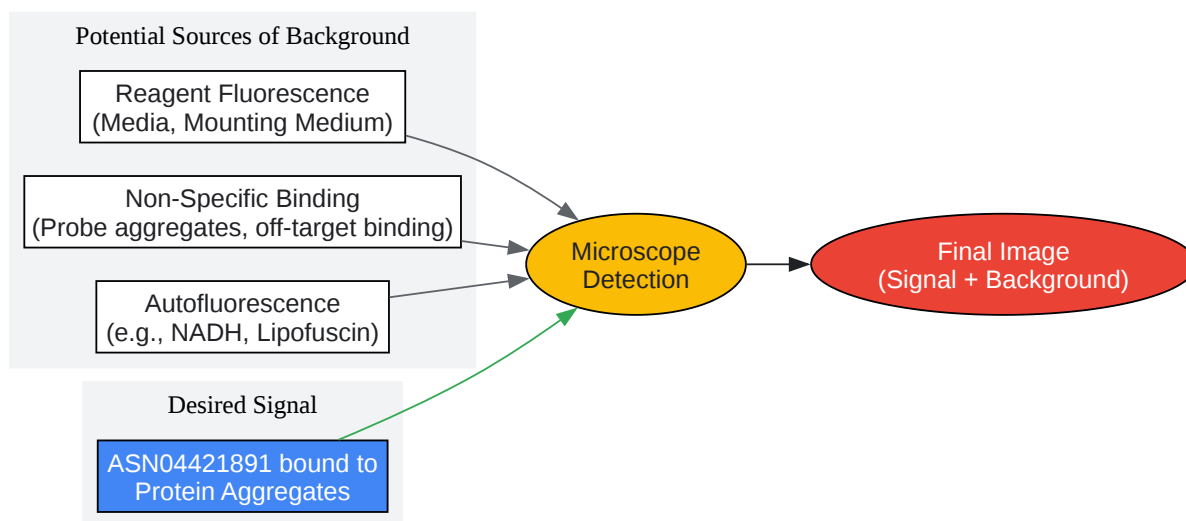 Potential Sources of Background
Reagent Fluorescence
(Media, Mounting Medium)
Non-Specific Binding
(Probe aggregates, off-target binding)
Autofluorescence
(e.g., NADH, Lipofuscin)
Microscope
Detection
Final Image
(Signal + Background)
Desired Signal
ASN04421891 bound to
Protein Aggregates